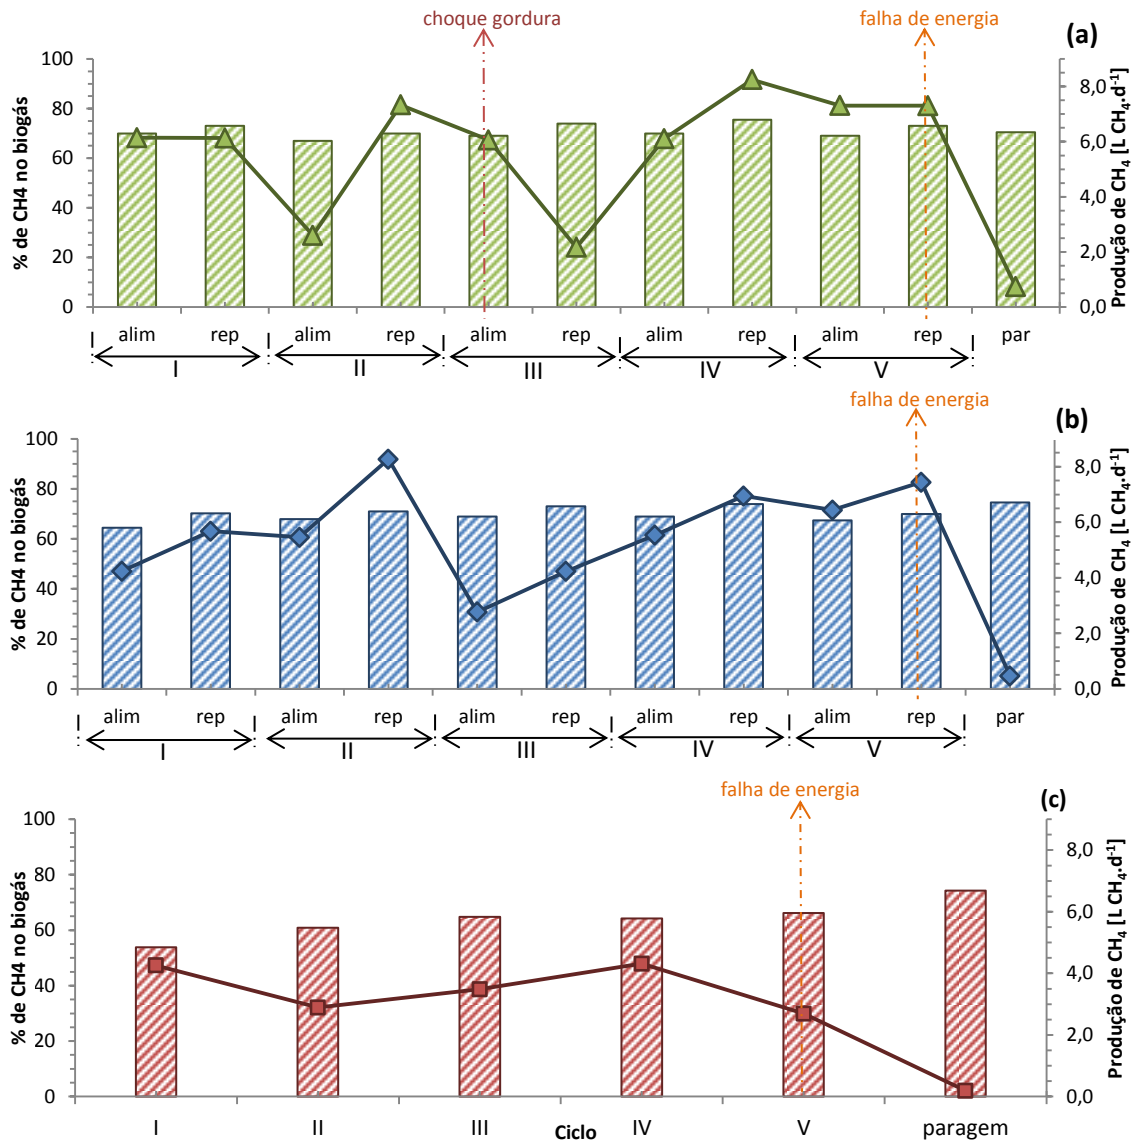 choque gordura
falha de energia
(a)
% de CH4 no biogás
100
80
60
40
20
0
Produção de CH₄ [L CH₄.d⁻¹]
8,0
6,0
4,0
2,0
0,0
alim rep alim rep alim rep alim rep alim rep par
I II III IV V
falha de energia
(b)
% de CH4 no biogás
100
80
60
40
20
0
Produção de CH₄ [L CH₄.d⁻¹]
8,0
6,0
4,0
2,0
0,0
alim rep alim rep alim rep alim rep alim rep par
I II III IV V
falha de energia
(c)
% de CH4 no biogás
100
80
60
40
20
0
Produção de CH₄ [L CH₄.d⁻¹]
8,0
6,0
4,0
2,0
0,0
I II III IV V paragem
Ciclo